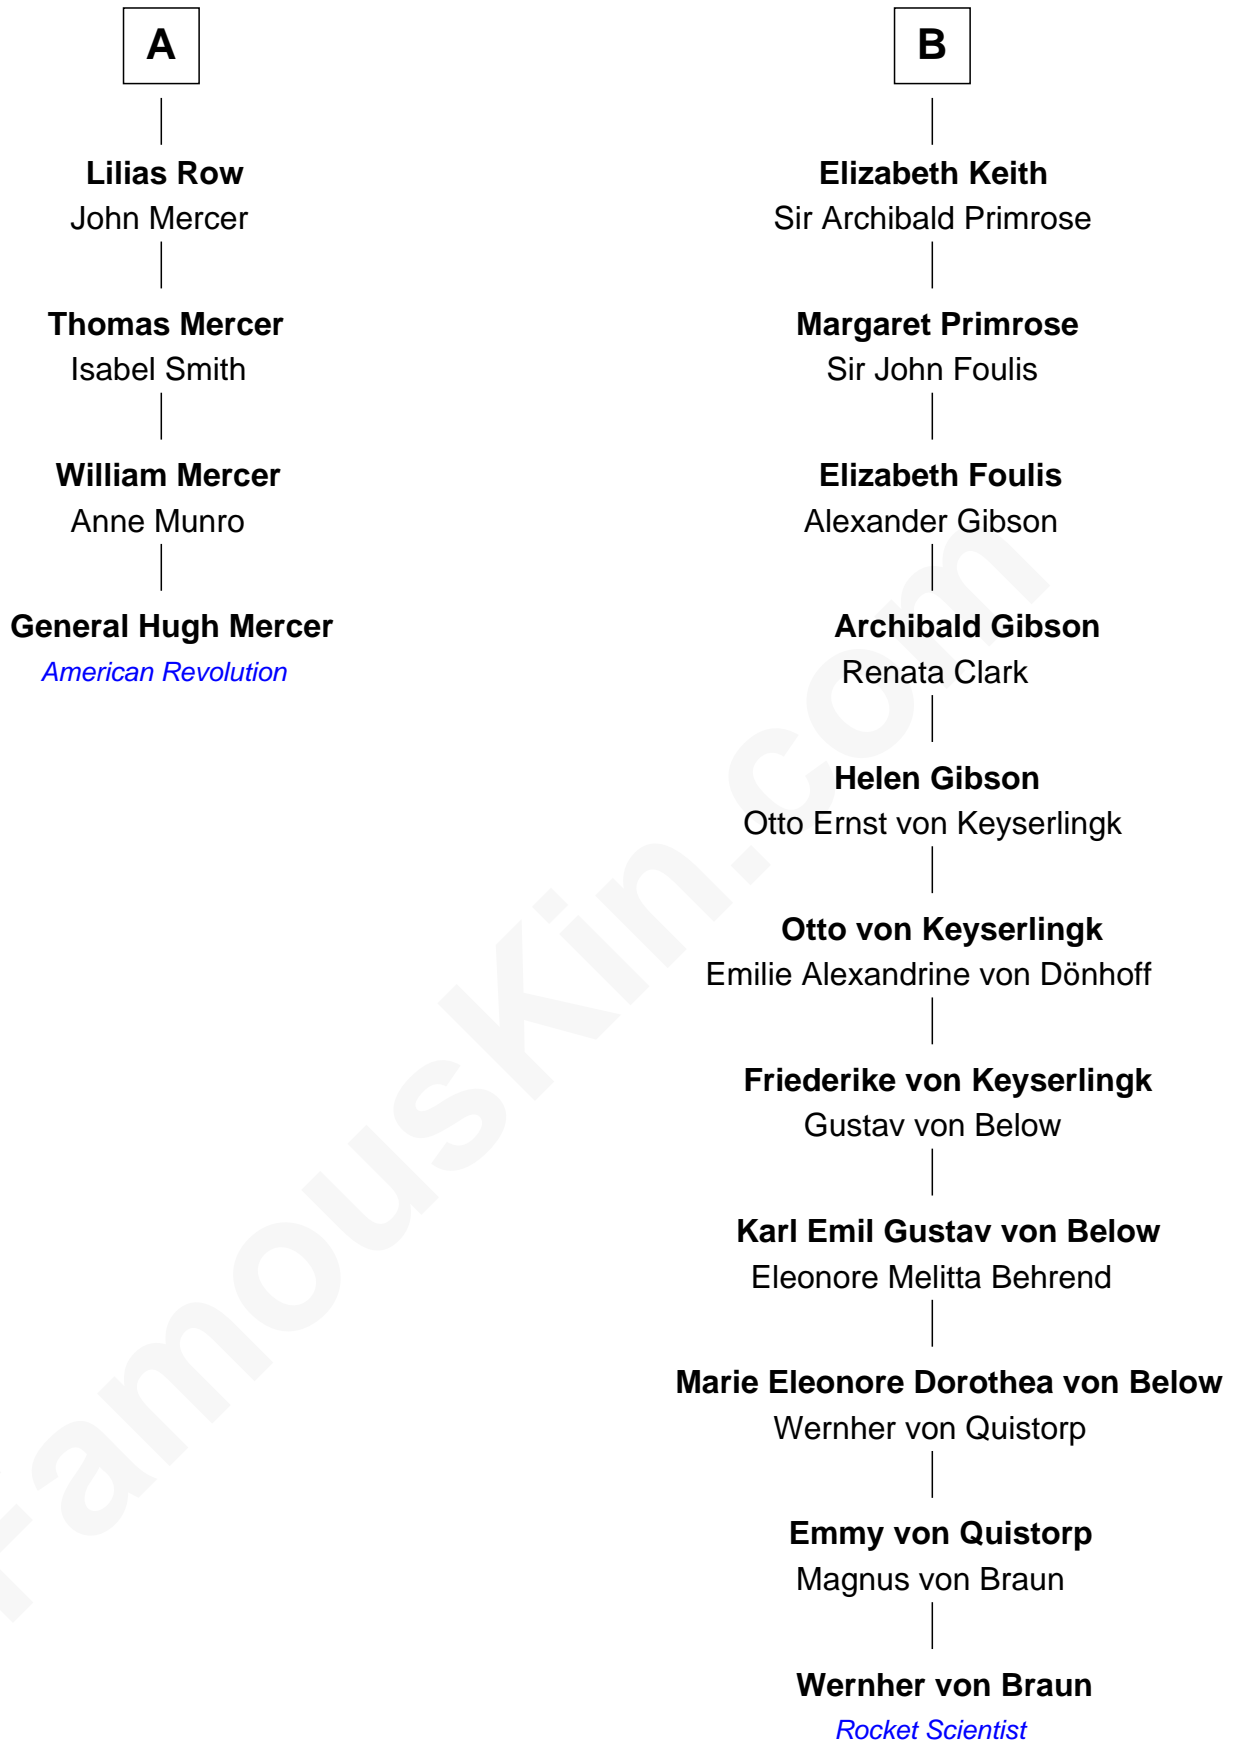 A
Lilias Row
John Mercer
Thomas Mercer
Isabel Smith
William Mercer
Anne Munro
General Hugh Mercer
American Revolution
B
Elizabeth Keith
Sir Archibald Primrose
Margaret Primrose
Sir John Foulis
Elizabeth Foulis
Alexander Gibson
Archibald Gibson
Renata Clark
Helen Gibson
Otto Ernst von Keyserlingk
Otto von Keyserlingk
Emilie Alexandrine von Dönhoff
Friederike von Keyserlingk
Gustav von Below
Karl Emil Gustav von Below
Eleonore Melitta Behrend
Marie Eleonore Dorothea von Below
Wernher von Quistorp
Emmy von Quistorp
Magnus von Braun
Wernher von Braun
Rocket Scientist
FamousKin.com